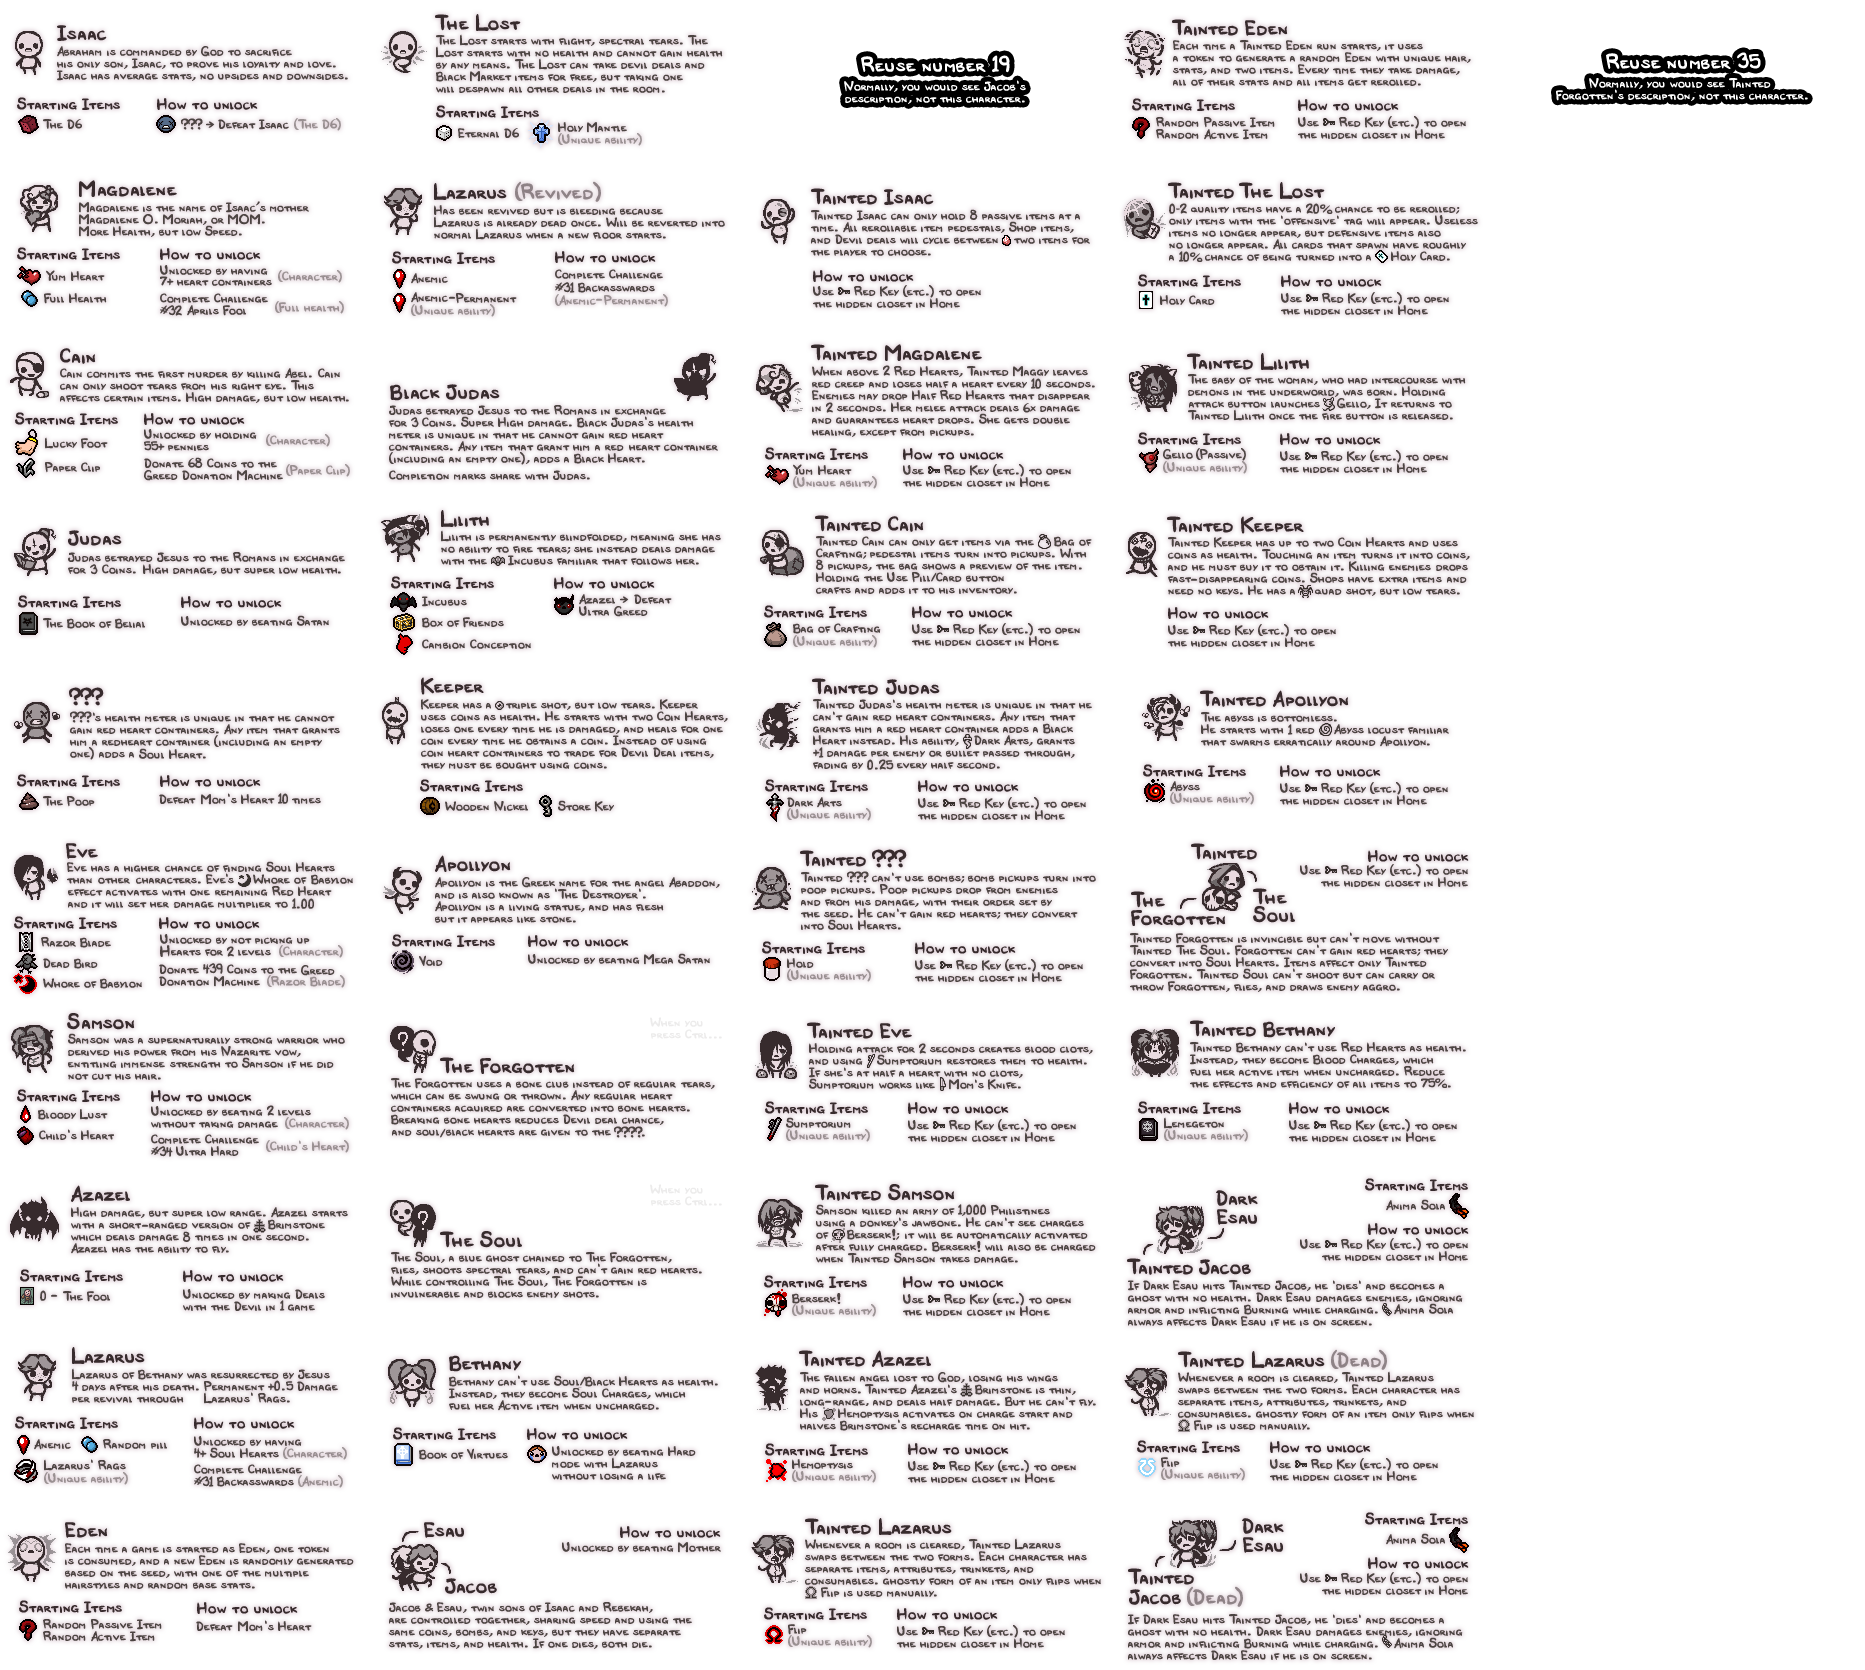 Isaac
Abraham is commanded by God to sacrifice
his only son, Isaac, to prove his loyalty and love.
Isaac has average stats, no upsides and downsides.
Starting Items
The D6
How to unlock
??? → Defeat Isaac (The D6)
Magdalene
Magdalene is the name of Isaac's mother
Magdalene O. Moriah, or MOM.
More Health, but low Speed.
Starting Items
Yum Heart
Full Health
How to unlock
Unlocked by having
7+ heart containers (Character)
Complete Challenge
#32 Aprils Fool (Full health)
Cain
Cain commits the first murder by killing Abel. Cain
can only shoot tears from his right eye. This
affects certain items. High damage, but low health.
Starting Items
Lucky Foot
Paper Clip
How to unlock
Unlocked by holding
55+ pennies (Character)
Donate 68 Coins to the
Greed Donation Machine (Paper Clip)
Judas
Judas betrayed Jesus to the Romans in exchange
for 3 Coins. High damage, but super low health.
Starting Items
The Book of Belial
How to unlock
Unlocked by beating Satan
???
???'s health meter is unique in that he cannot
gain red heart containers. Any item that grants
him a redheart container (including an empty
one) adds a Soul Heart.
Starting Items
The Poop
How to unlock
Defeat Mom's Heart 10 times
Eve
Eve has a higher chance of finding Soul Hearts
than other characters. Eve's Whore of Babylon
effect activates with one remaining Red Heart
and it will set her damage multiplier to 1.00
Starting Items
Razor Blade
Dead Bird
Whore of Babylon
How to unlock
Unlocked by not picking up
Hearts for 2 levels (Character)
Donate 439 Coins to the Greed
Donation Machine (Razor Blade)
Samson
Samson was a supernaturally strong warrior who
derived his power from his Nazarite vow,
entitling immense strength to Samson if he did
not cut his hair.
Starting Items
Bloody Lust
Child's Heart
How to unlock
Unlocked by beating 2 levels
without taking damage (Character)
Complete Challenge
#34 Ultra Hard (Child's Heart)
Azazel
High damage, but super low range. Azazel starts
with a short-ranged version of Brimstone
which deals damage 8 times in one second.
Azazel has the ability to fly.
Starting Items
0 - The Fool
How to unlock
Unlocked by making Deals
with the Devil in 1 game
Lazarus
Lazarus of Bethany was resurrected by Jesus
4 days after his death. Permanent +0.5 Damage
per revival through Lazarus' Rags.
Starting Items
Anemic Random pill
Lazarus' Rags
(Unique ability)
How to unlock
Unlocked by having
4+ Soul Hearts (Character)
Complete Challenge
#31 Backasswards (Anemic)
Eden
Each time a game is started as Eden, one token
is consumed, and a new Eden is randomly generated
based on the seed, with one of the multiple
hairstyles and random base stats.
Starting Items
Random Passive Item
Random Active Item
How to unlock
Defeat Mom's Heart
The Lost
The Lost starts with flight, spectral tears. The
Lost starts with no health and cannot gain health
by any means. The Lost can take devil deals and
Black Market items for free, but taking one
will despawn all other deals in the room.
Starting Items
Eternal D6
Holy Mantle
(Unique ability)
Lazarus (Revived)
Has been revived but is bleeding because
Lazarus is already dead once. Will be reverted into
normal Lazarus when a new floor starts.
Starting Items
Anemic
Anemic-Permanent
(Unique ability)
How to unlock
Complete Challenge
#31 Backasswards
(Anemic-Permanent)
Black Judas
Judas betrayed Jesus to the Romans in exchange
for 3 Coins. Super High damage. Black Judas's health
meter is unique in that he cannot gain red heart
containers. Any item that grant him a red heart container
(including an empty one), adds a Black Heart.
Completion marks share with Judas.
Lilith
Lilith is permanently blindfolded, meaning she has
no ability to fire tears; she instead deals damage
with the Incubus familiar that follows her.
Starting Items
Incubus
Box of Friends
Cambion Conception
How to unlock
Azazel → Defeat
Ultra Greed
Keeper
Keeper has a triple shot, but low tears. Keeper
uses coins as health. He starts with two Coin Hearts,
loses one every time he is damaged, and heals for one
coin every time he obtains a coin. Instead of using
coin heart containers to trade for Devil Deal items,
they must be bought using coins.
Starting Items
Wooden Nickel Store Key
Apollyon
Apollyon is the Greek name for the angel Abaddon,
and is also known as 'The Destroyer'.
Apollyon is a living statue, and has flesh
but it appears like stone.
Starting Items
Void
How to unlock
Unlocked by beating Mega Satan
When you
press Ctrl...
The Forgotten
The Forgotten uses a bone club instead of regular tears,
which can be swung or thrown. Any regular heart
containers acquired are converted into bone hearts.
Breaking bone hearts reduces Devil deal chance,
and soul/black hearts are given to the ????.
When you
press Ctrl...
The Soul
The Soul, a blue ghost chained to The Forgotten,
flies, shoots spectral tears, and can't gain red hearts.
While controlling The Soul, The Forgotten is
invulnerable and blocks enemy shots.
Bethany
Bethany can't use Soul/Black Hearts as health.
Instead, they become Soul Charges, which
fuel her Active item when uncharged.
Starting Items
Book of Virtues
How to unlock
Unlocked by beating Hard
mode with Lazarus
without losing a life
Esau
Jacob
How to unlock
Unlocked by beating Mother
Jacob & Esau, twin sons of Isaac and Rebekah,
are controlled together, sharing speed and using the
same coins, bombs, and keys, but they have separate
stats, items, and health. If one dies, both die.
Reuse number 19
Normally, you would see Jacob's
description, not this character.
Tainted Isaac
Tainted Isaac can only hold 8 passive items at a
time. All rerollable item pedestals, Shop items,
and Devil deals will cycle between two items for
the player to choose.
How to unlock
Use Red Key (etc.) to open
the hidden closet in Home
Tainted Magdalene
When above 2 Red Hearts, Tainted Maggy leaves
red creep and loses half a heart every 10 seconds.
Enemies may drop Half Red Hearts that disappear
in 2 seconds. Her melee attack deals 6x damage
and guarantees heart drops. She gets double
healing, except from pickups.
Starting Items
Yum Heart
(Unique ability)
How to unlock
Use Red Key (etc.) to open
the hidden closet in Home
Tainted Cain
Tainted Cain can only get items via the Bag of
Crafting; pedestal items turn into pickups. With
8 pickups, the bag shows a preview of the item.
Holding the Use Pill/Card button
crafts and adds it to his inventory.
Starting Items
Bag of Crafting
(Unique ability)
How to unlock
Use Red Key (etc.) to open
the hidden closet in Home
Tainted Judas
Tainted Judas's health meter is unique in that he
can't gain red heart containers. Any item that
grants him a red heart container adds a Black
Heart instead. His ability, Dark Arts, grants
+1 damage per enemy or bullet passed through,
fading by 0.25 every half second.
Starting Items
Dark Arts
(Unique ability)
How to unlock
Use Red Key (etc.) to open
the hidden closet in Home
Tainted ???
Tainted ??? can't use bombs; bomb pickups turn into
poop pickups. Poop pickups drop from enemies
and from his damage, with their order set by
the seed. He can't gain red hearts; they convert
into Soul Hearts.
Starting Items
Hold
(Unique ability)
How to unlock
Use Red Key (etc.) to open
the hidden closet in Home
Tainted Eve
Holding attack for 2 seconds creates blood clots,
and using Sumptorium restores them to health.
If she's at half a heart with no clots,
Sumptorium works like Mom's Knife.
Starting Items
Sumptorium
(Unique ability)
How to unlock
Use Red Key (etc.) to open
the hidden closet in Home
Tainted Samson
Samson killed an army of 1,000 Philistines
using a donkey's jawbone. He can't see charges
of Berserk!; it will be automatically activated
after fully charged. Berserk! will also be charged
when Tainted Samson takes damage.
Starting Items
Berserk!
(Unique ability)
How to unlock
Use Red Key (etc.) to open
the hidden closet in Home
Tainted Azazel
The fallen angel lost to God, losing his wings
and horns. Tainted Azazel's Brimstone is thin,
long-range, and deals half damage. But he can't fly.
His Hemoptysis activates on charge start and
halves Brimstone's recharge time on hit.
Starting Items
Hemoptysis
(Unique ability)
How to unlock
Use Red Key (etc.) to open
the hidden closet in Home
Tainted Lazarus
Whenever a room is cleared, Tainted Lazarus
swaps between the two forms. Each character has
separate items, attributes, trinkets, and
consumables. Ghostly form of an item only flips when
Flip is used manually.
Starting Items
Flip
(Unique ability)
How to unlock
Use Red Key (etc.) to open
the hidden closet in Home
Tainted Eden
Each time a Tainted Eden run starts, it uses
a token to generate a random Eden with unique hair,
stats, and two items. Every time they take damage,
all of their stats and all items get rerolled.
Starting Items
Random Passive Item
Random Active Item
How to unlock
Use Red Key (etc.) to open
the hidden closet in Home
Tainted The Lost
0-2 quality items have a 20% chance to be rerolled;
only items with the 'offensive' tag will appear. Useless
items no longer appear, but defensive items also
no longer appear. All cards that spawn have roughly
a 10% chance of being turned into a Holy Card.
Starting Items
Holy Card
How to unlock
Use Red Key (etc.) to open
the hidden closet in Home
Tainted Lilith
The baby of the woman, who had intercourse with
demons in the underworld, was born. Holding
attack button launches Gello, It returns to
Tainted Lilith once the fire button is released.
Starting Items
Gello (Passive)
(Unique ability)
How to unlock
Use Red Key (etc.) to open
the hidden closet in Home
Tainted Keeper
Tainted Keeper has up to two Coin Hearts and uses
coins as health. Touching an item turns it into coins,
and he must buy it to obtain it. Killing enemies drops
fast-disappearing coins. Shops have extra items and
need no keys. He has a quad shot, but low tears.
How to unlock
Use Red Key (etc.) to open
the hidden closet in Home
Tainted Apollyon
The abyss is bottomless.
He starts with 1 red Abyss locust familiar
that swarms erratically around Apollyon.
Starting Items
Abyss
(Unique ability)
How to unlock
Use Red Key (etc.) to open
the hidden closet in Home
Tainted
The Forgotten
The Soul
How to unlock
Use Red Key (etc.) to open
the hidden closet in Home
Tainted Forgotten is invincible but can't move without
Tainted The Soul. Forgotten can't gain red hearts; they
convert into Soul Hearts. Items affect only Tainted
Forgotten. Tainted Soul can't shoot but can carry or
throw Forgotten, flies, and draws enemy aggro.
Tainted Bethany
Tainted Bethany can't use Red Hearts as health.
Instead, they become Blood Charges, which
fuel her active item when uncharged. Reduce
the effects and efficiency of all items to 75%.
Starting Items
Lemegeton
(Unique ability)
How to unlock
Use Red Key (etc.) to open
the hidden closet in Home
Dark
Esau
Tainted Jacob
Starting Items
Anima Sola
How to unlock
Use Red Key (etc.) to open
the hidden closet in Home
If Dark Esau hits Tainted Jacob, he 'dies' and becomes a
ghost with no health. Dark Esau damages enemies, ignoring
armor and inflicting Burning while charging. Anima Sola
always affects Dark Esau if he is on screen.
Tainted Lazarus (Dead)
Whenever a room is cleared, Tainted Lazarus
swaps between the two forms. Each character has
separate items, attributes, trinkets, and
consumables. Ghostly form of an item only flips when
Flip is used manually.
Starting Items
Flip
(Unique ability)
How to unlock
Use Red Key (etc.) to open
the hidden closet in Home
Dark
Esau
Tainted
Jacob (Dead)
Starting Items
Anima Sola
How to unlock
Use Red Key (etc.) to open
the hidden closet in Home
If Dark Esau hits Tainted Jacob, he 'dies' and becomes a
ghost with no health. Dark Esau damages enemies, ignoring
armor and inflicting Burning while charging. Anima Sola
always affects Dark Esau if he is on screen.
Reuse number 35
Normally, you would see Tainted
Forgotten's description, not this character.